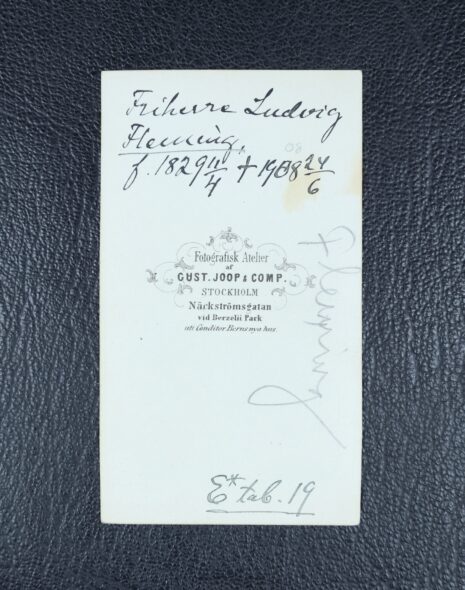 Friherre Ludvig
Fleming,
f. 1829 11/4 † 1908 24/6
08
Fotografisk Atelier
af
GUST. JOOP & COMP.
STOCKHOLM
Närkströmsgatan
vid Berzelii Park
uti Conditor Berns nya hus.
Fleming
E* tab. 19